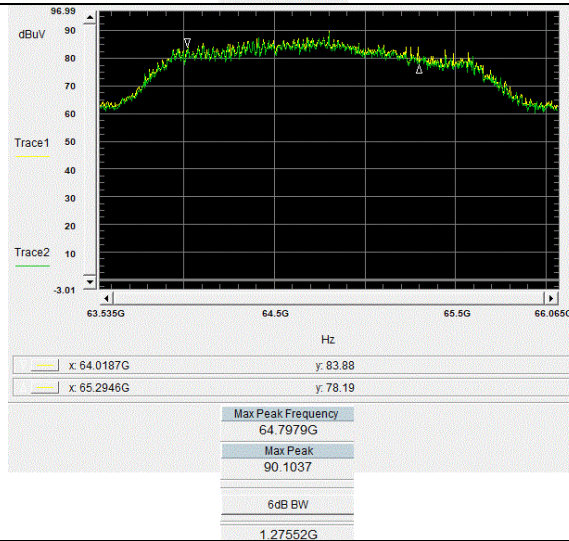 96.99
dBuV
90
80
70
60
Trace1
50
40
30
20
Trace2
10
-3.01
63.535G
64.5G
65.5G
66.065G
Hz
x: 64.0187G
y: 83.88
x: 65.2946G
y: 78.19
Max Peak Frequency
64.7979G
Max Peak
90.1037
6dB BW
1.27552G